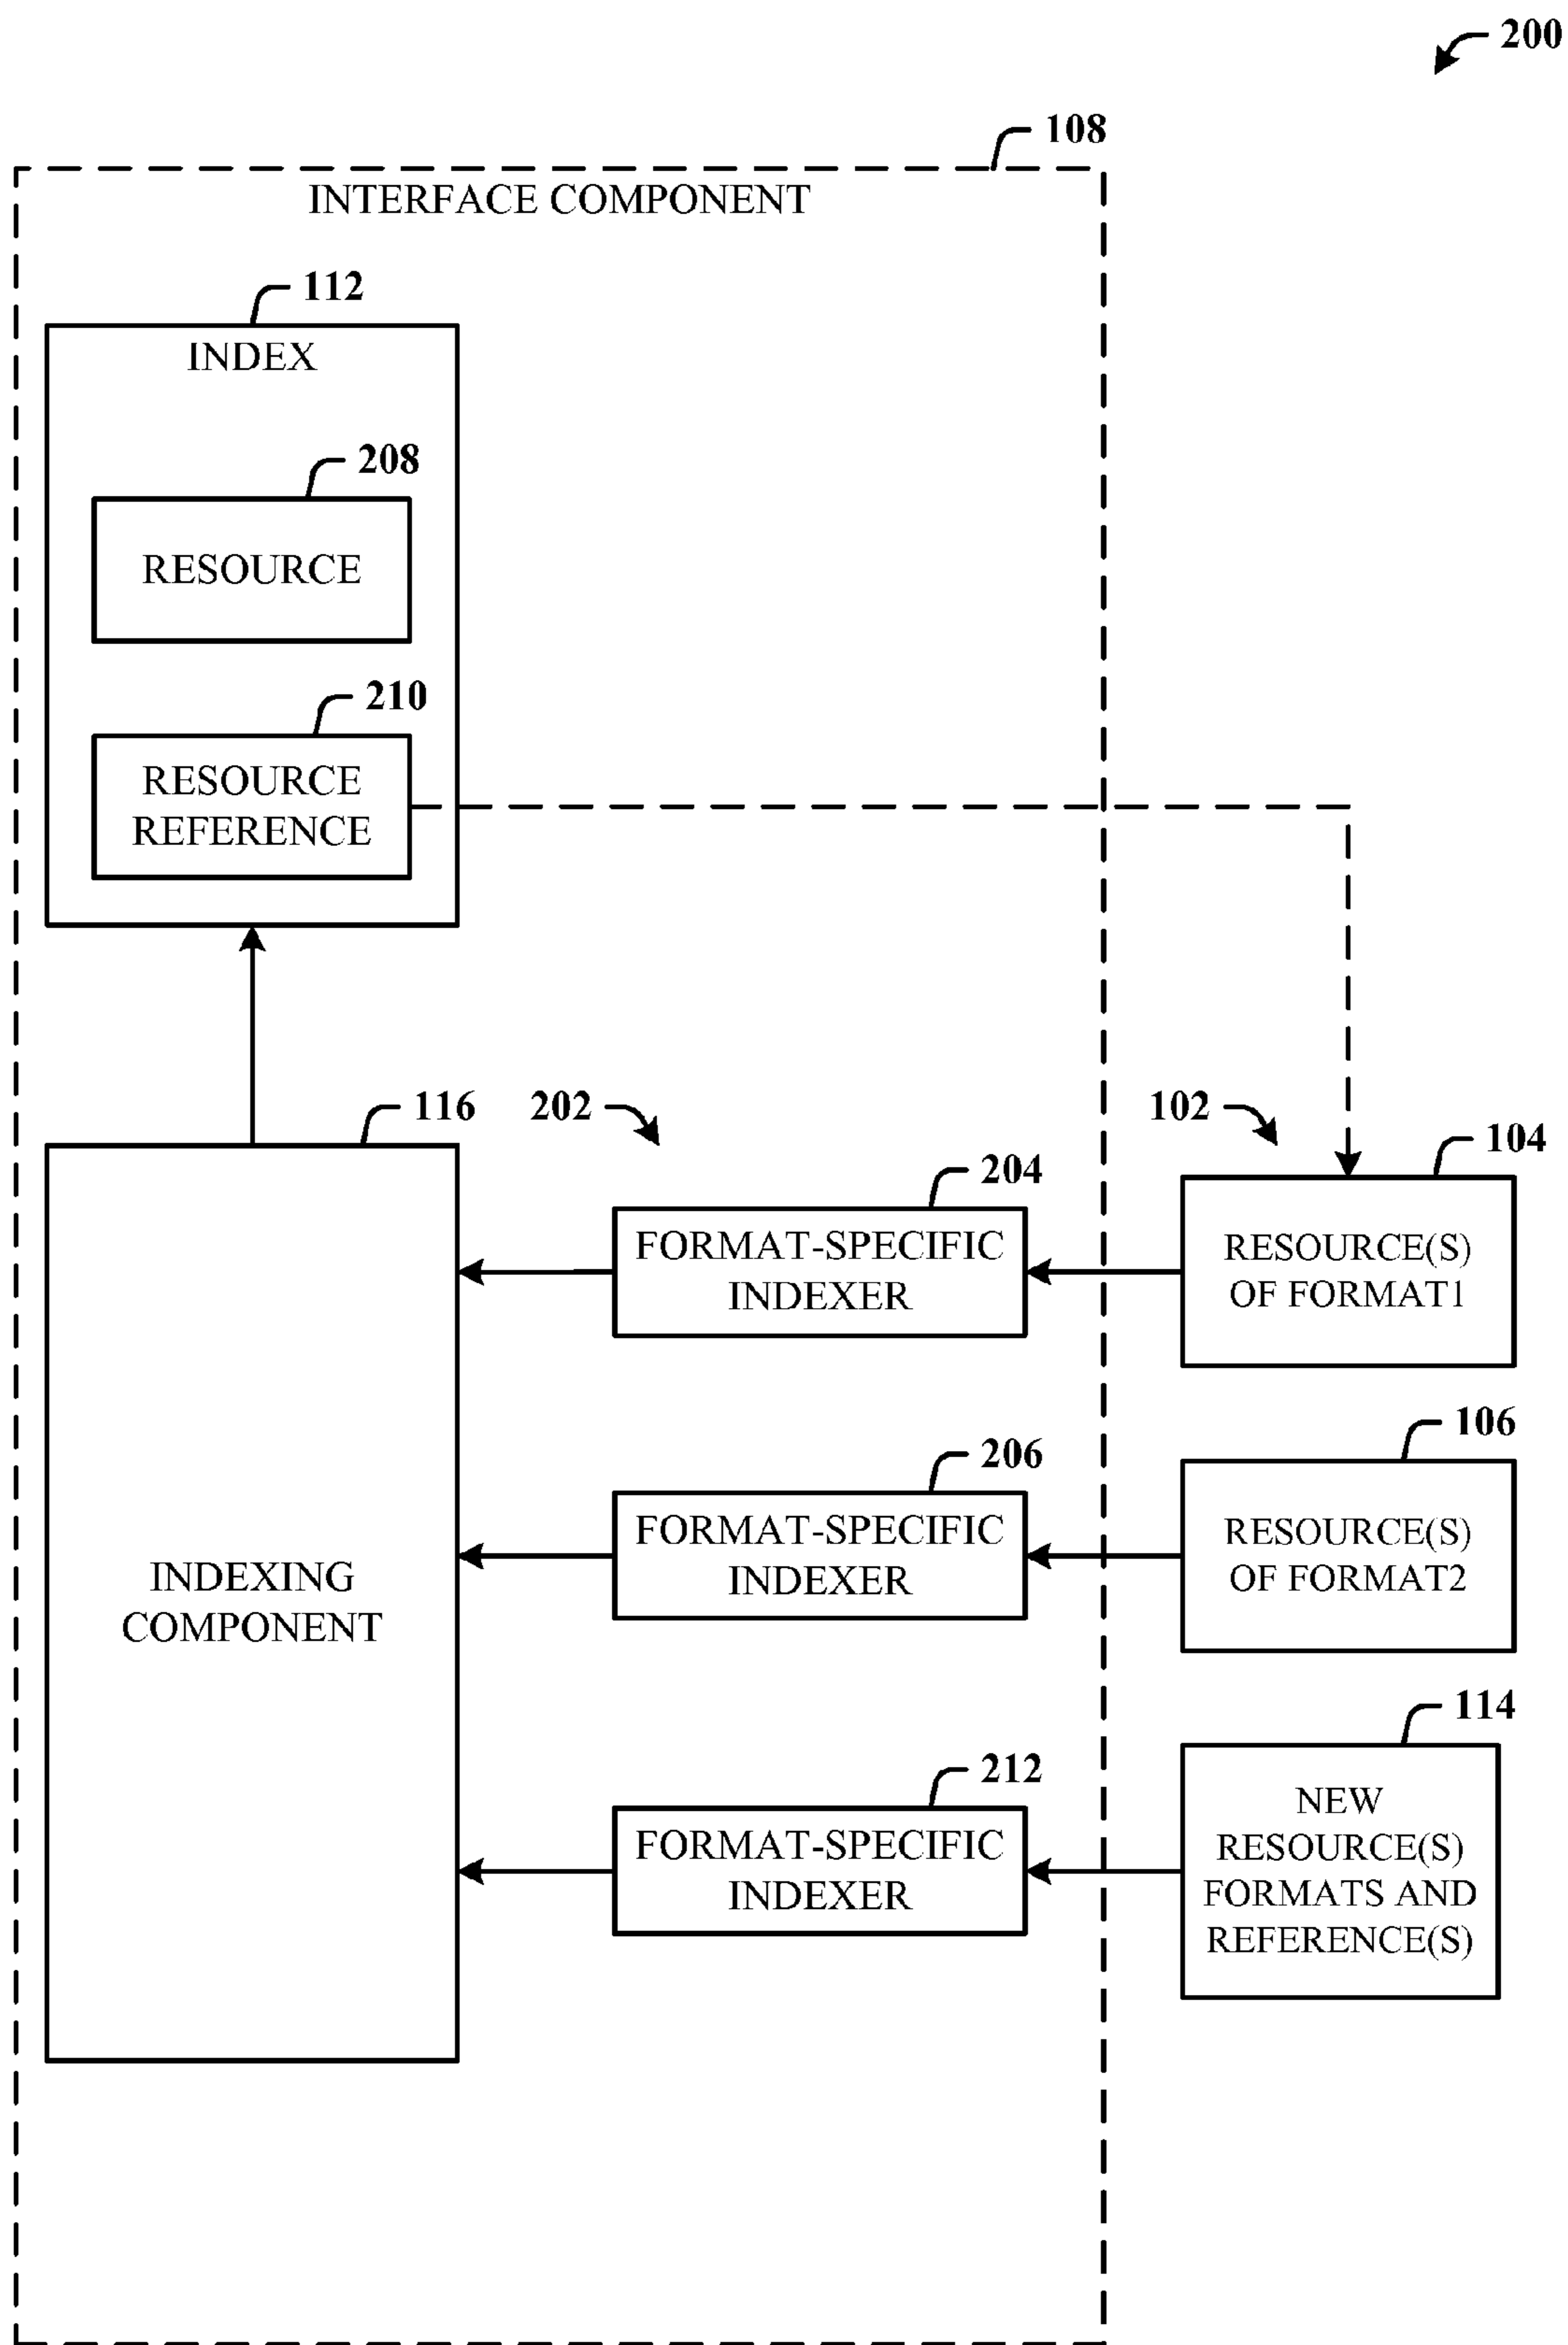 200
108
INTERFACE COMPONENT
112
INDEX
208
RESOURCE
210
RESOURCE
REFERENCE
116
202
102
104
204
FORMAT-SPECIFIC
INDEXER
RESOURCE(S)
OF FORMAT1
106
206
FORMAT-SPECIFIC
INDEXER
RESOURCE(S)
OF FORMAT2
INDEXING
COMPONENT
114
212
FORMAT-SPECIFIC
INDEXER
NEW
RESOURCE(S)
FORMATS AND
REFERENCE(S)